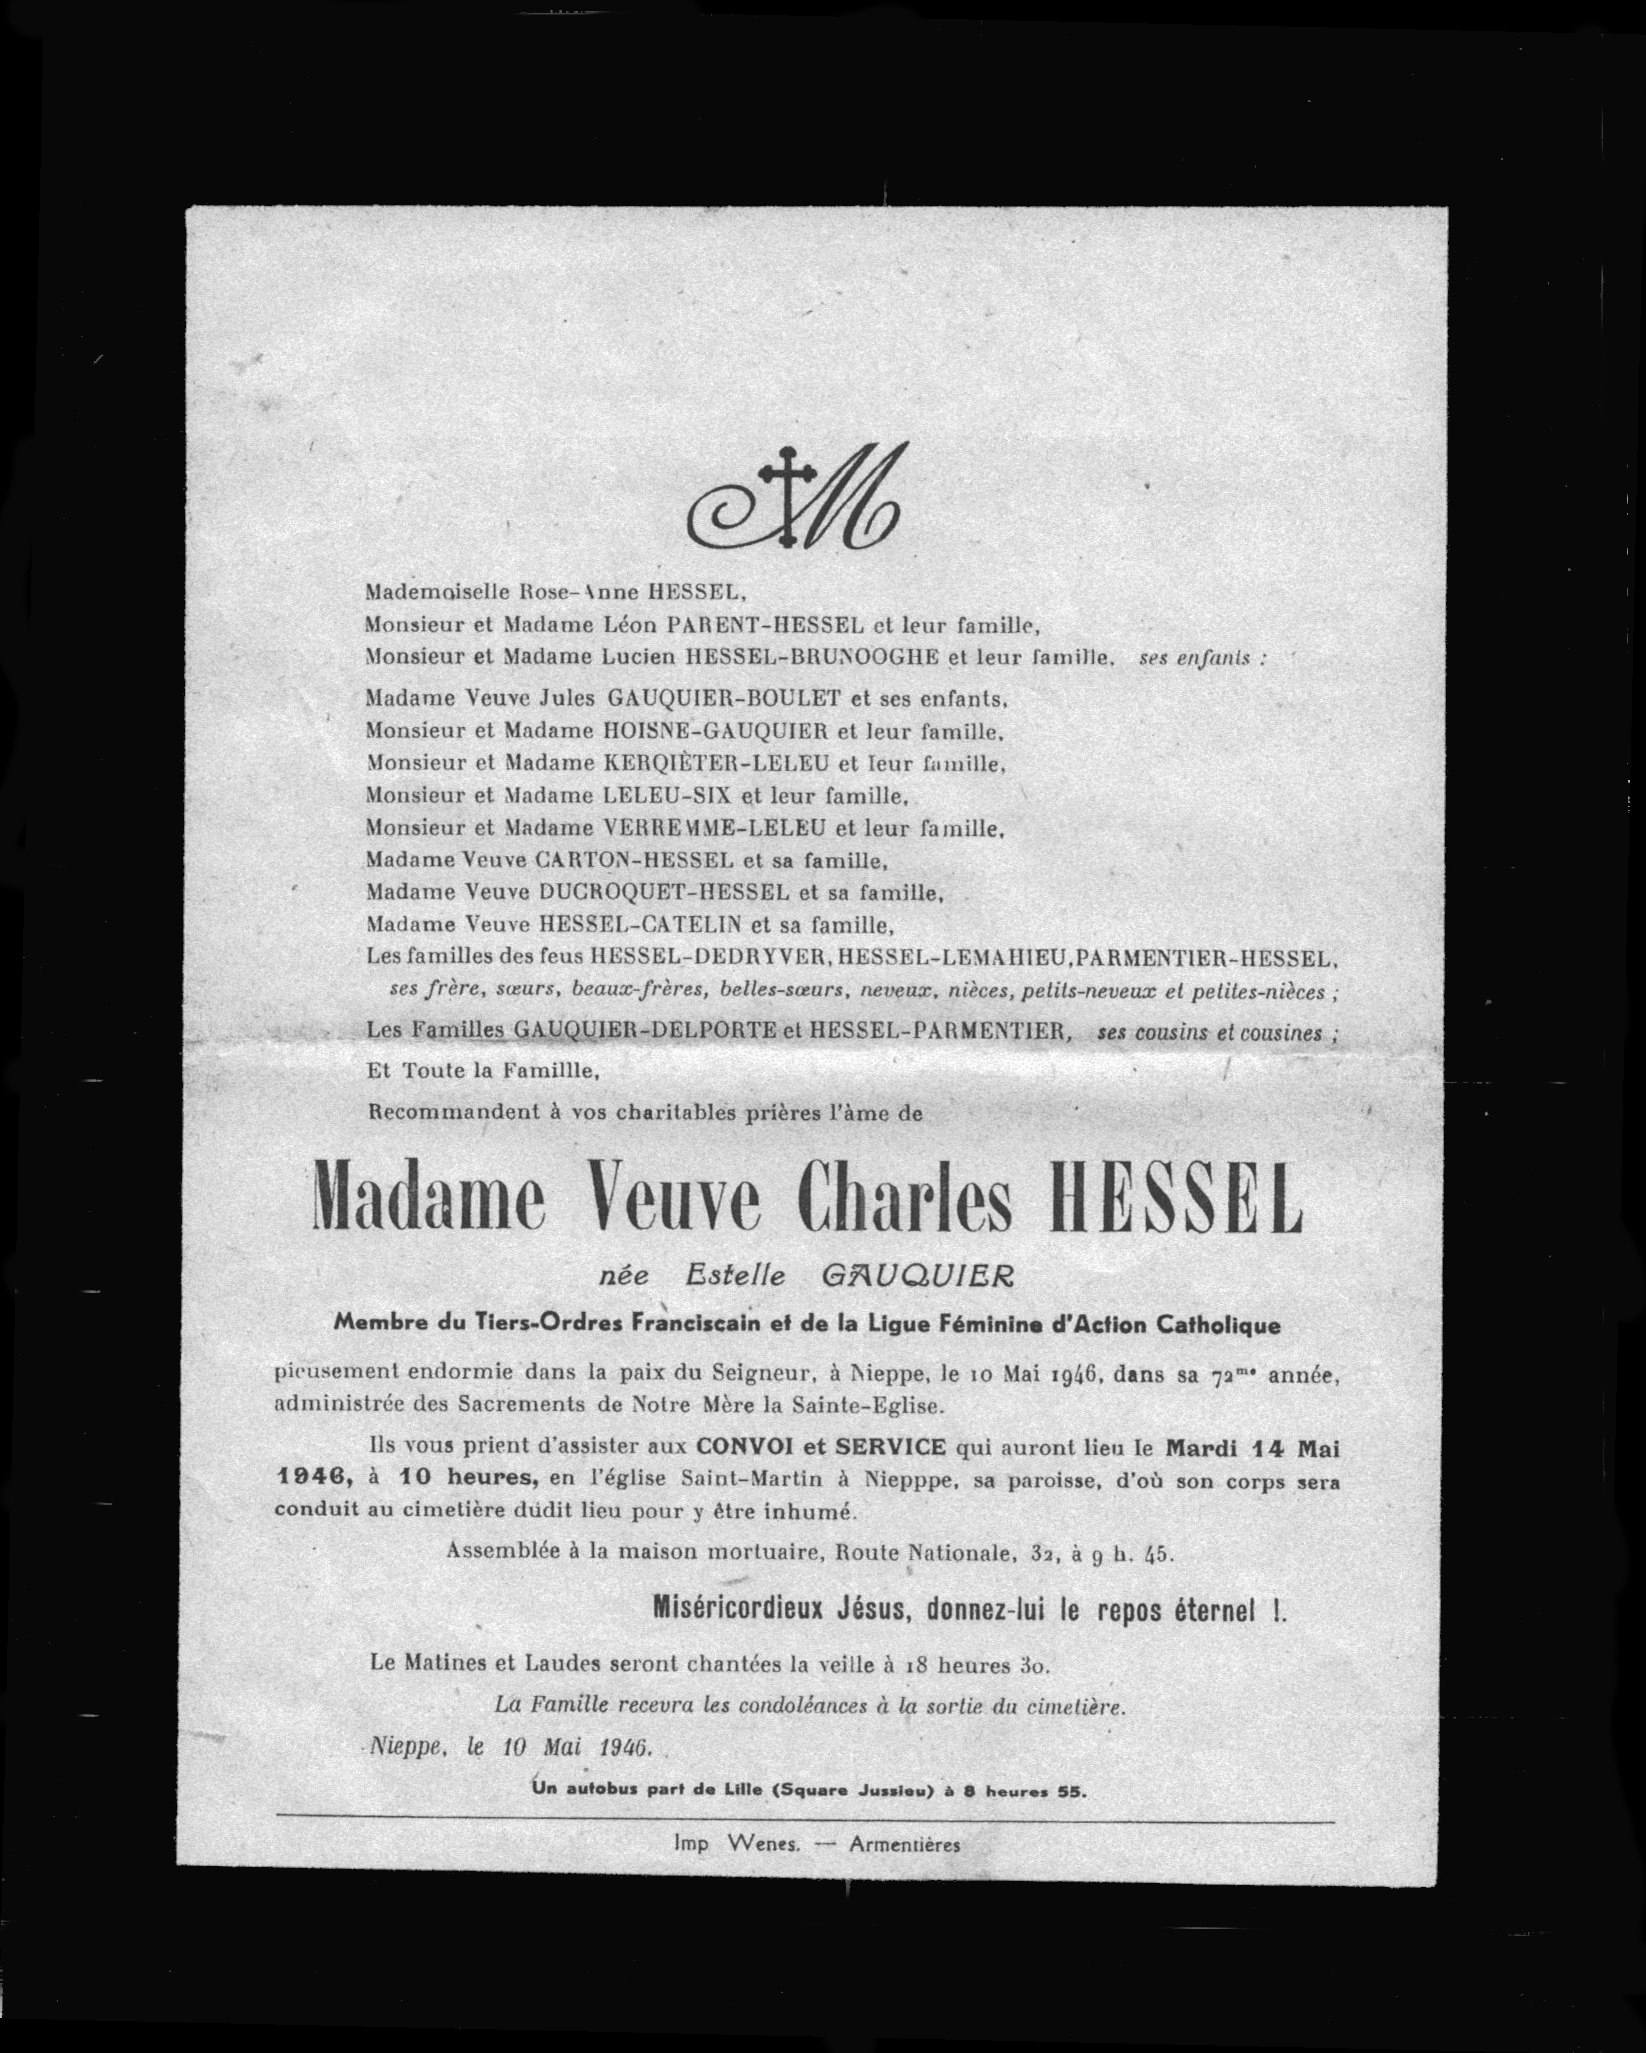 M
Mademoiselle Rose-Anne HESSEL,
Monsieur et Madame Léon PARENT-HESSEL et leur famille,
Monsieur et Madame Lucien HESSEL-BRUNOOGHE et leur famille, ses enfants :
Madame Veuve Jules GAUQUIER-BOULET et ses enfants,
Monsieur et Madame HOISNE-GAUQUIER et leur famille,
Monsieur et Madame KERQIÈTER-LELEU et leur famille,
Monsieur et Madame LELEU-SIX et leur famille,
Monsieur et Madame VERREMME-LELEU et leur famille,
Madame Veuve CARTON-HESSEL et sa famille,
Madame Veuve DUCROQUET-HESSEL et sa famille,
Madame Veuve HESSEL-CATELIN et sa famille,
Les familles des feus HESSEL-DEDRYVER, HESSEL-LEMAHIEU, PARMENTIER-HESSEL,
ses frère, sœurs, beaux-frères, belles-sœurs, neveux, nièces, petits-neveux et petites-nièces ;
Les Familles GAUQUIER-DELPORTE et HESSEL-PARMENTIER, ses cousins et cousines ;
Et Toute la Famillle,
Recommandent à vos charitables prières l'àme de
Madame Veuve Charles HESSEL
née Estelle GAUQUIER
Membre du Tiers-Ordres Franciscain et de la Ligue Féminine d'Action Catholique
pieusement endormie dans la paix du Seigneur, à Nieppe, le 10 Mai 1946, dans sa 72me année,
administrée des Sacrements de Notre Mère la Sainte-Eglise.
Ils vous prient d'assister aux CONVOI et SERVICE qui auront lieu le Mardi 14 Mai
1946, à 10 heures, en l'église Saint-Martin à Niepppe, sa paroisse, d'où son corps sera
conduit au cimetière dudit lieu pour y être inhumé.
Assemblée à la maison mortuaire, Route Nationale, 32, à 9 h. 45.
Miséricordieux Jésus, donnez-lui le repos éternel !.
Le Matines et Laudes seront chantées la veille à 18 heures 30.
La Famille recevra les condoléances à la sortie du cimetière.
Nieppe, le 10 Mai 1946.
Un autobus part de Lille (Square Jussieu) à 8 heures 55.
Imp Wenes. — Armentières